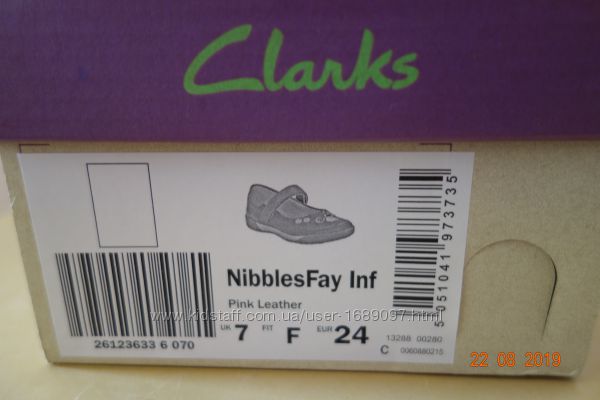 Clarks
NibblesFay Inf
Pink Leather
www.kidstaff.com.ua/user-1689097.html
UK 7 FIT F EUR 24
26123633 6 070
5 051041 973735
13288 00280
C 0060880215
22 08 2019